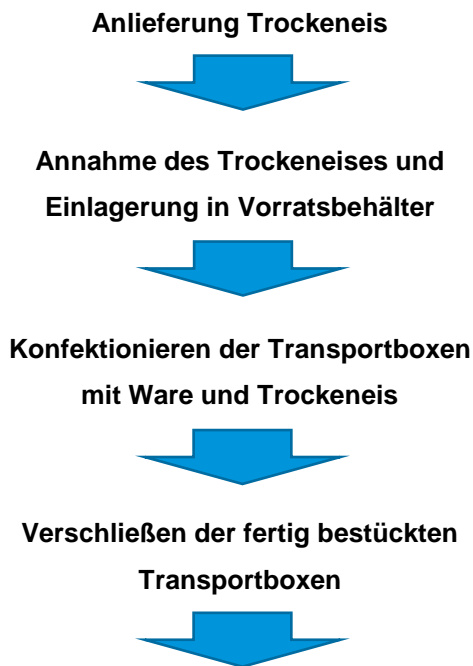 Anlieferung Trockeneis
Annahme des Trockeneises und
Einlagerung in Vorratsbehälter
Konfektionieren der Transportboxen
mit Ware und Trockeneis
Verschließen der fertig bestückten
Transportboxen